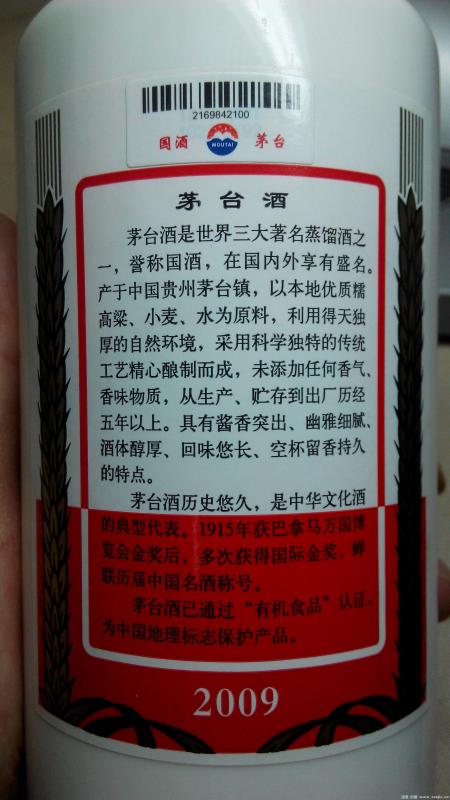 2169842100
国酒 MOUTAI 茅台
茅台酒
茅台酒是世界三大著名蒸馏酒之
一，誉称国酒，在国内外享有盛名。
产于中国贵州茅台镇，以本地优质糯
高粱、小麦、水为原料，利用得天独
厚的自然环境，采用科学独特的传统
工艺精心酿制而成，未添加任何香气、
香味物质，从生产、贮存到出厂历经
五年以上。具有酱香突出、幽雅细腻、
酒体醇厚、回味悠长、空杯留香持久
的特点。
茅台酒历史悠久，是中华文化酒
的典型代表。1915年获巴拿马万国博
览会金奖后，多次获得国际金奖，蝉
联历届中国名酒称号。
茅台酒已通过“有机食品”认证，
为中国地理标志保护产品。
2009